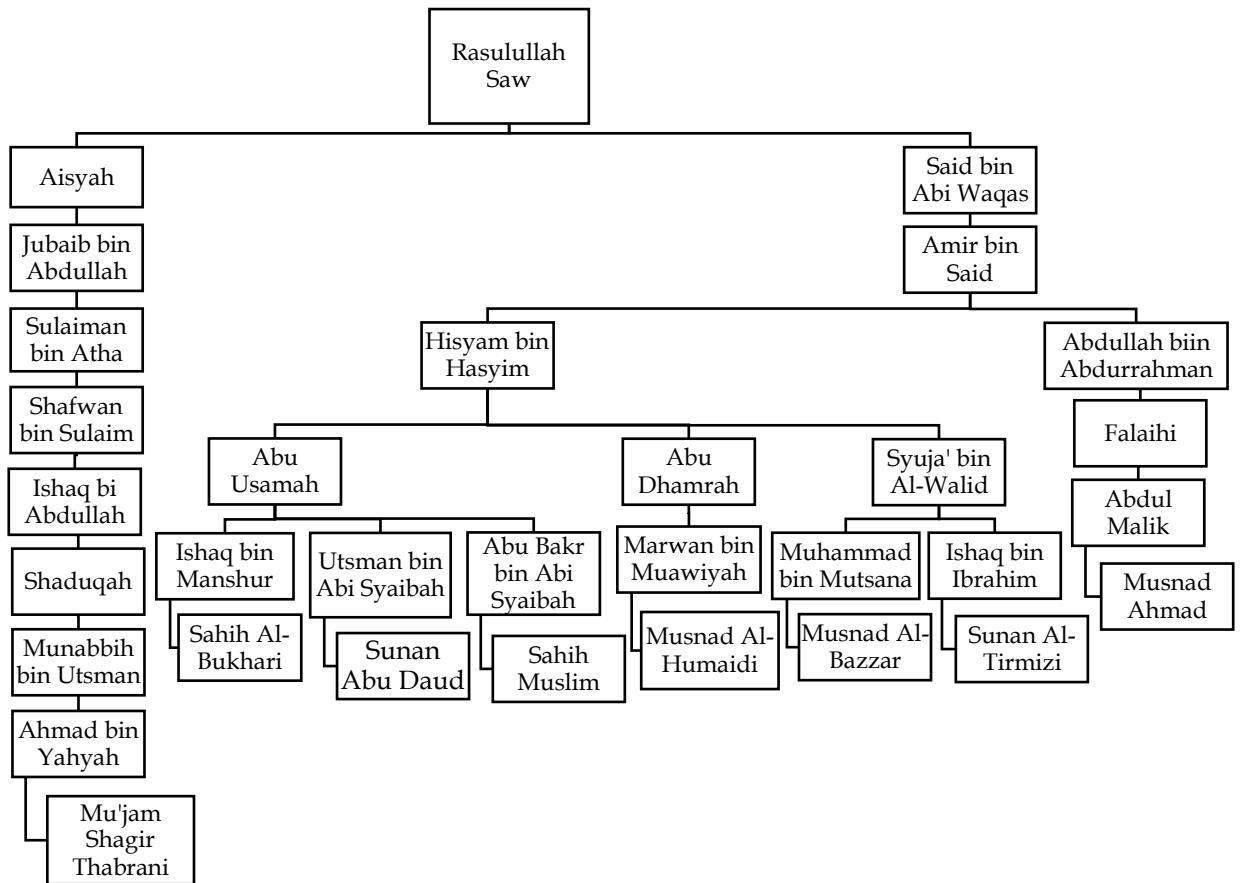 Rasulullah
Saw
Aisyah
Said bin
Abi Waqas
Jubaib bin
Abdullah
Amir bin
Said
Sulaiman
bin Atha
Hisyam bin
Hasyim
Abdullah biin
Abdurrahman
Shafwan
bin Sulaim
Abu
Usamah
Abu
Dhamrah
Syuja' bin
Al-Walid
Falaihi
Ishaq bi
Abdullah
Abdul
Malik
Ishaq bin
Manshur
Utsman bin
Abi Syaibah
Abu Bakr
bin Abi
Syaibah
Marwan bin
Muawiyah
Muhammad
bin Mutsana
Ishaq bin
Ibrahim
Shaduqah
Musnad
Ahmad
Sahih Al-
Bukhari
Sunan
Abu Daud
Sahih
Muslim
Musnad Al-
Humaidi
Musnad Al-
Bazzar
Sunan Al-
Tirmizi
Munabbih
bin Utsman
Ahmad bin
Yahyah
Mu'jam
Shagir
Thabrani